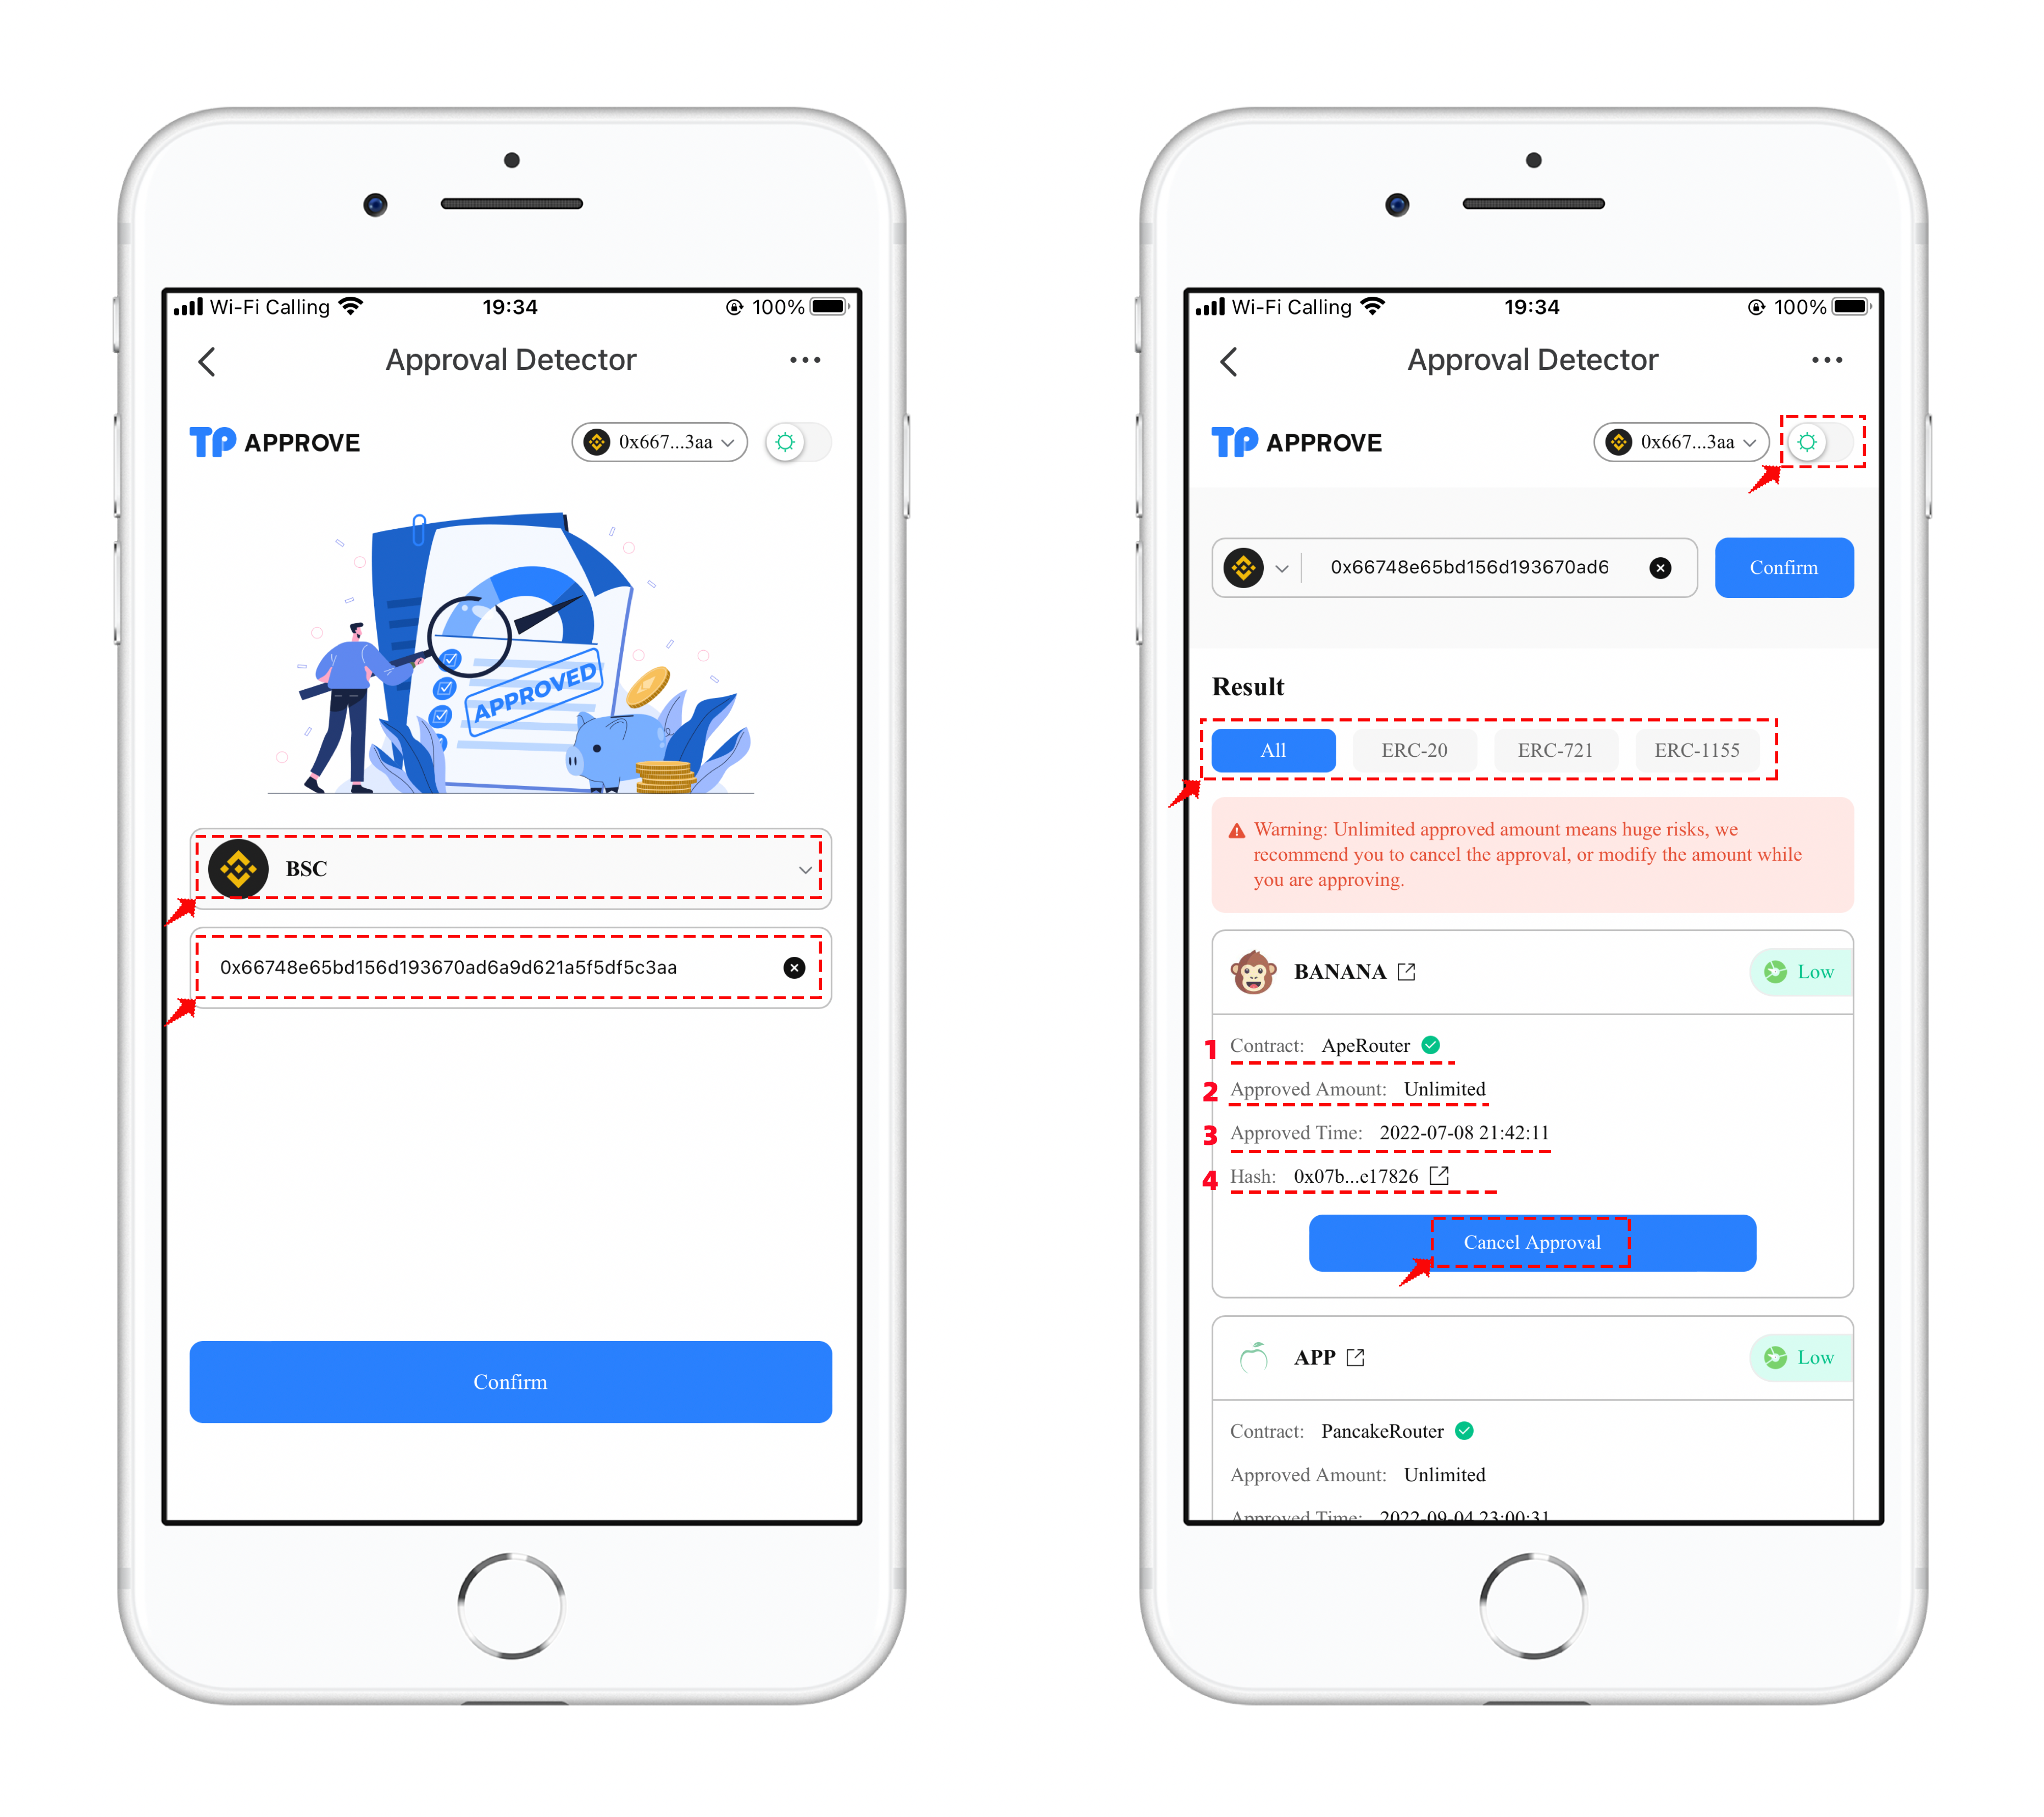 Wi-Fi Calling 19:34 100%
Approval Detector
TP APPROVE 0x667...3aa
APPROVED
BSC
0x66748e65bd156d193670ad6a9d621a5f5df5c3aa
Confirm
Wi-Fi Calling 19:34 100%
Approval Detector
TP APPROVE 0x667...3aa
0x66748e65bd156d193670ad6 Confirm
Result
All ERC-20 ERC-721 ERC-1155
Warning: Unlimited approved amount means huge risks, we
recommend you to cancel the approval, or modify the amount while
you are approving.
BANANA Low
1 Contract: ApeRouter
2 Approved Amount: Unlimited
3 Approved Time: 2022-07-08 21:42:11
4 Hash: 0x07b...e17826
Cancel Approval
APP Low
Contract: PancakeRouter
Approved Amount: Unlimited
Approved Time: 2022-09-04 23:00:31